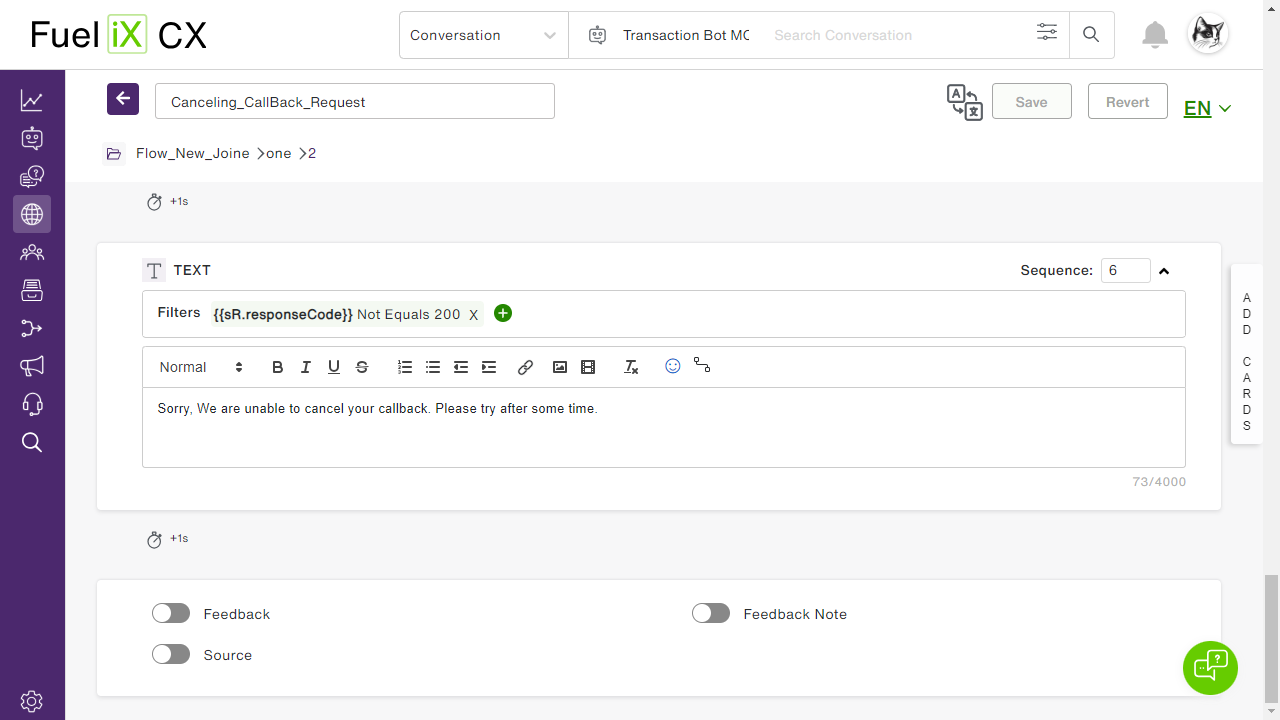 Fuel iX CX
Conversation
Transaction Bot MC
Search Conversation
Canceling_CallBack_Request
A
文
Save
Revert
EN
Flow_New_Joine
one
2
+1s
TEXT
Sequence: 6
Filters {{sR.responseCode}} Not Equals 200 X
Normal B I U S
Sorry, We are unable to cancel your callback. Please try after some time.
73/4000
+1s
Feedback
Feedback Note
Source
A
D
D
C
A
R
D
S